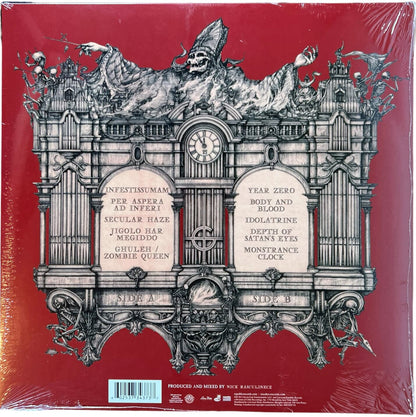 INFESTISSUMAM
PER ASPERA
AD INFERI
SECULAR HAZE
JIGOLO HAR
MEGIDDO
GHULEH /
ZOMBIE QUEEN
SIDE A
YEAR ZERO
BODY AND
BLOOD
IDOLATRINE
DEPTH OF
SATAN'S EYES
MONSTRANCE
CLOCK
SIDE B
PRODUCED AND MIXED BY NICK RASCULINECZ